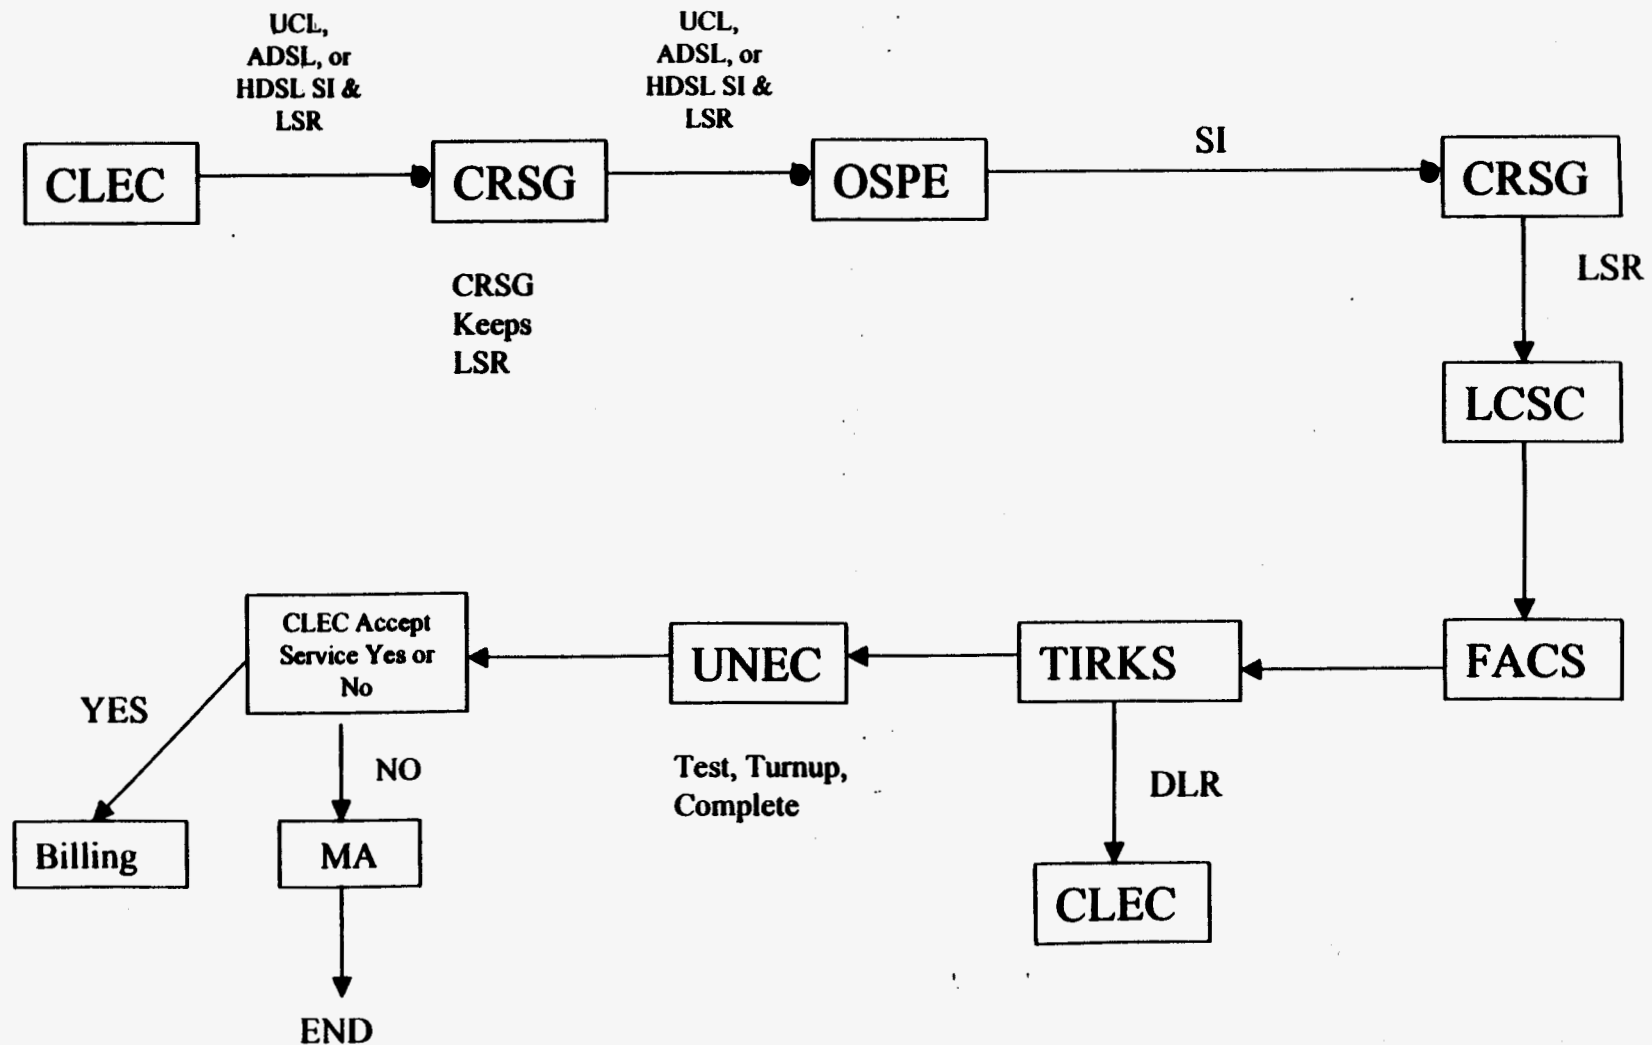 UCL,
ADSL, or
HDSL SI &
LSR
UCL,
ADSL, or
HDSL SI &
LSR
CLEC
CRSG
OSPE
SI
CRSG
CRSG
Keeps
LSR
LSR
LCSC
CLEC Accept
Service Yes or
No
UNEC
TIRKS
FACS
YES
NO
Test, Turnup,
Complete
DLR
Billing
MA
CLEC
END